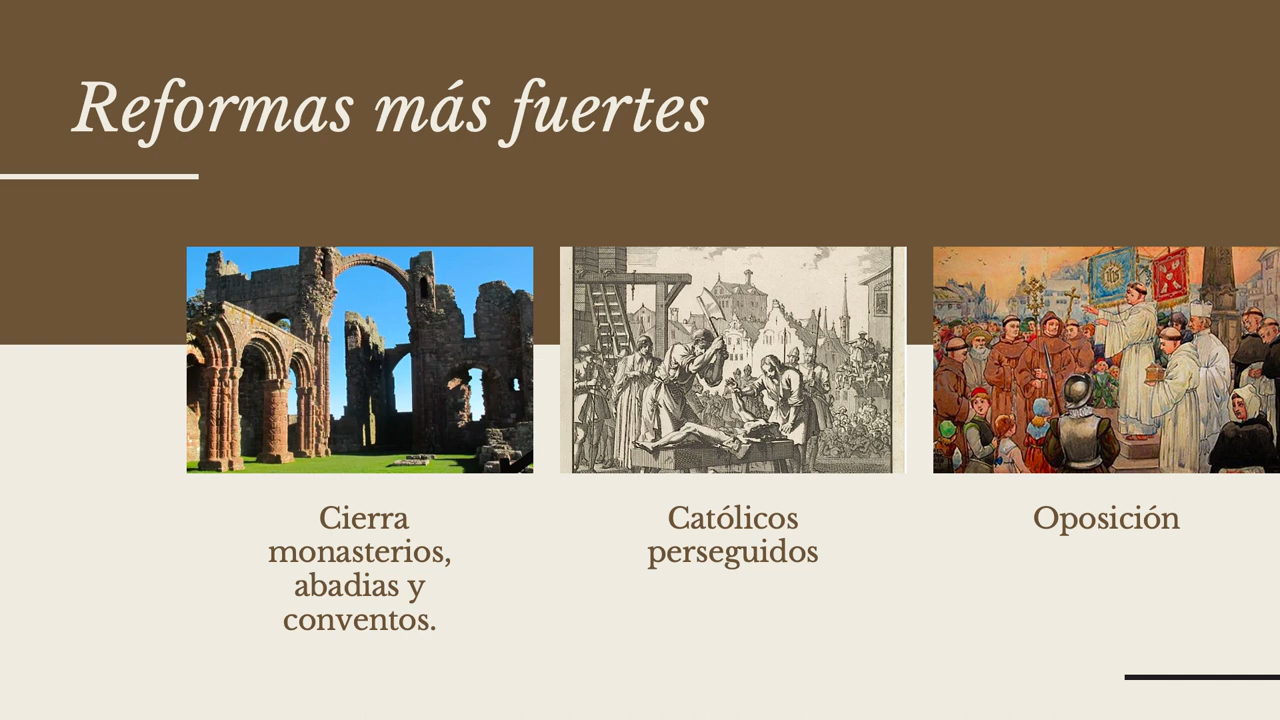 Reformas más fuertes
Cierra
monasterios,
abadias y
conventos.
Católicos
perseguidos
Oposición